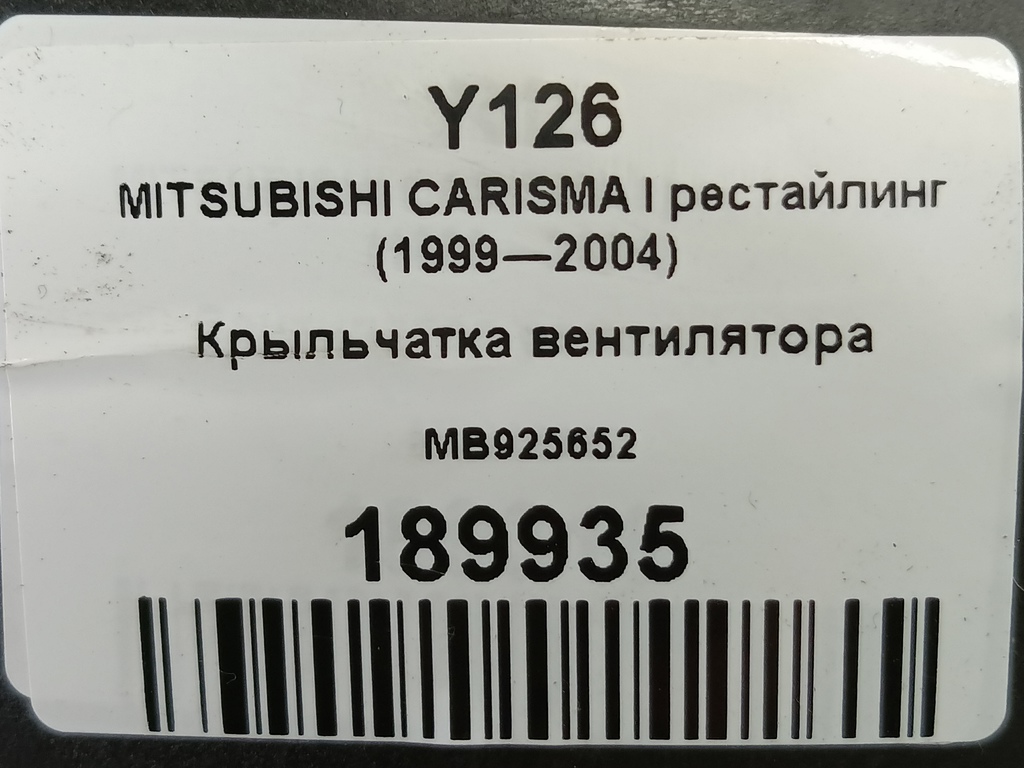 Y126
MITSUBISHI CARISMA I рестайлинг
(1999—2004)
Крыльчатка вентилятора
MB925652
189935